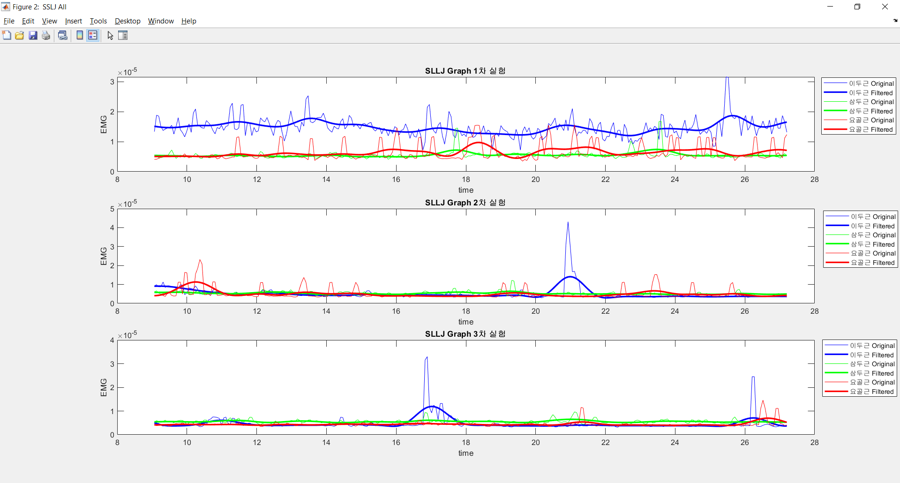 Figure 2: SSLJ All
File Edit View Insert Tools Desktop Window Help
SLLJ Graph 1차 실험
×10-5
EMG
3
2
1
0
8 10 12 14 16 18 20 22 24 26 28
time
이두근 Original
이두근 Filtered
삼두근 Original
삼두근 Filtered
요골근 Original
요골근 Filtered
SLLJ Graph 2차 실험
×10-5
EMG
5
4
3
2
1
0
8 10 12 14 16 18 20 22 24 26 28
time
이두근 Original
이두근 Filtered
삼두근 Original
삼두근 Filtered
요골근 Original
요골근 Filtered
SLLJ Graph 3차 실험
×10-5
EMG
4
3
2
1
0
8 10 12 14 16 18 20 22 24 26 28
time
이두근 Original
이두근 Filtered
삼두근 Original
삼두근 Filtered
요골근 Original
요골근 Filtered